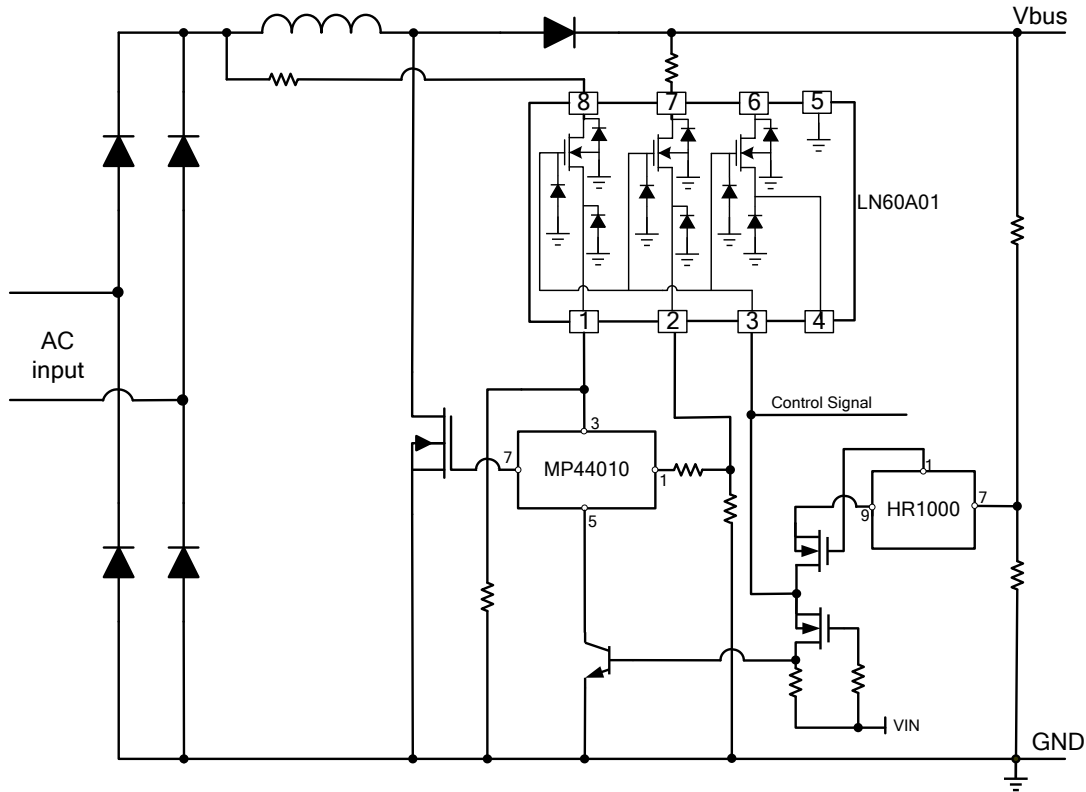 Vbus
8
7
6
5
LN60A01
1
2
3
4
AC
input
Control Signal
3
7
MP44010
1
5
1
9
HR1000
7
VIN
GND